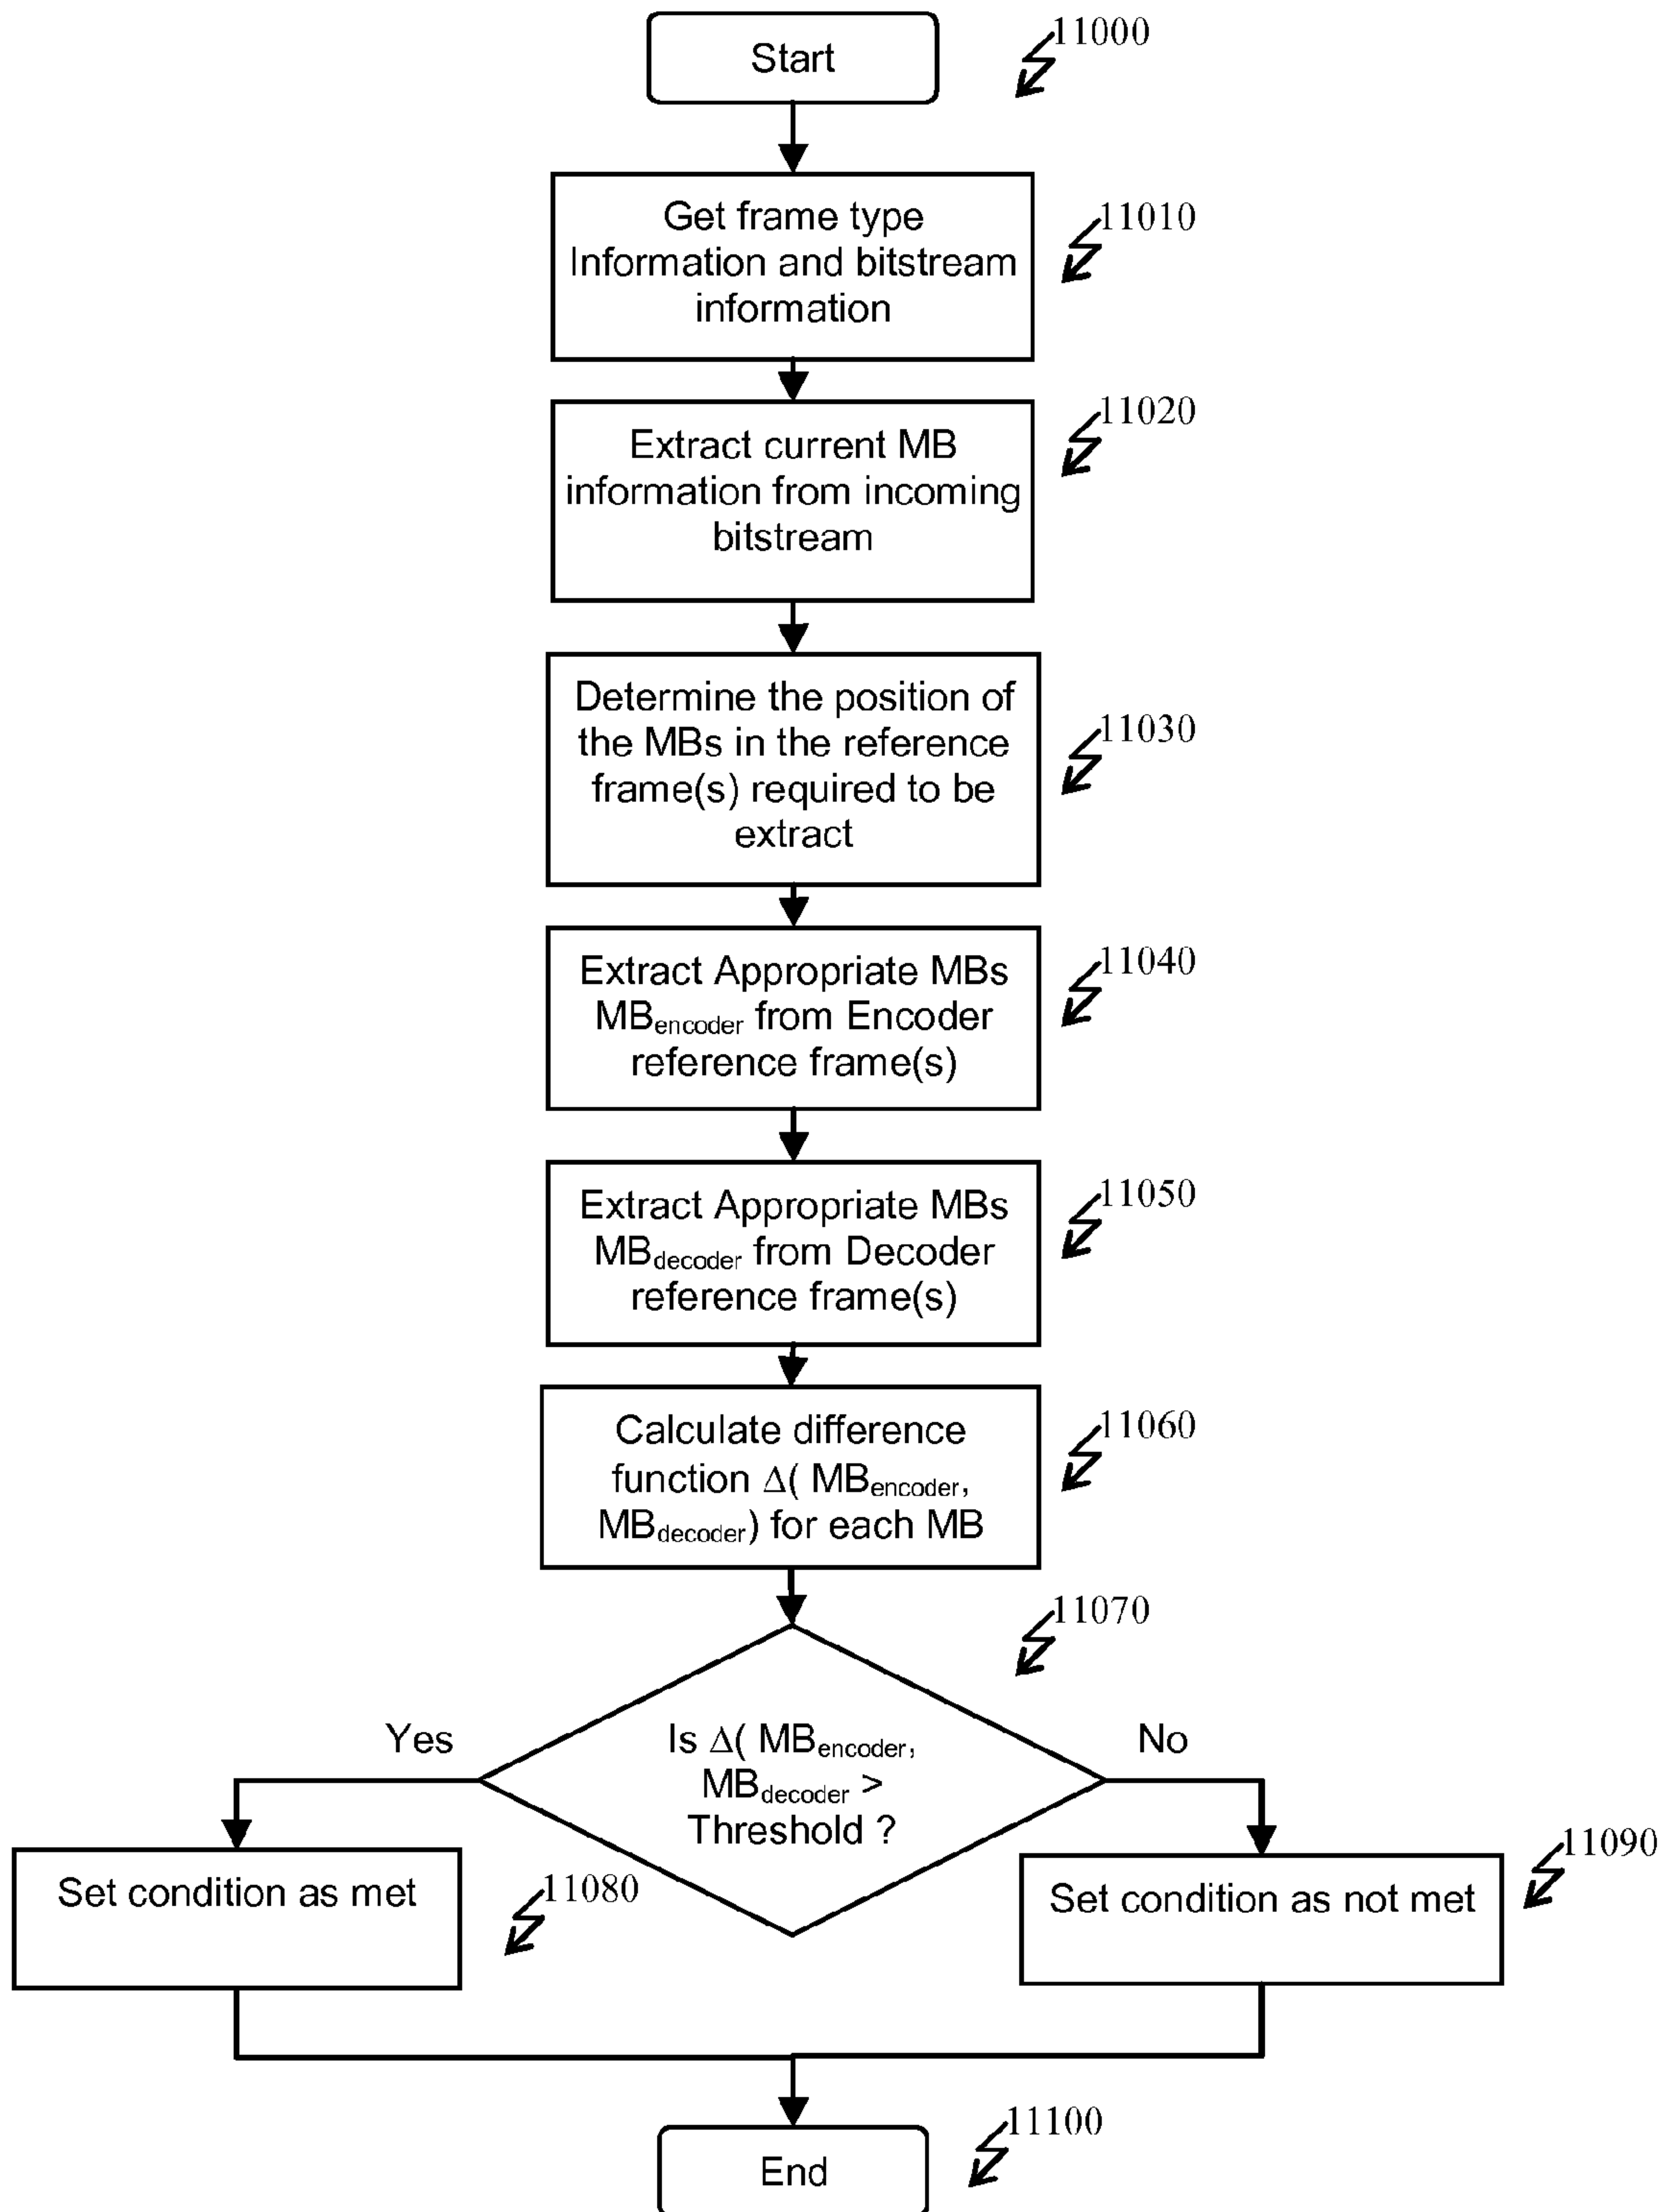 Start
11000
Get frame type
Information and bitstream
information
11010
Extract current MB
information from incoming
bitstream
11020
Determine the position of
the MBs in the reference
frame(s) required to be
extract
11030
Extract Appropriate MBs
MBencoder from Encoder
reference frame(s)
11040
Extract Appropriate MBs
MBdecoder from Decoder
reference frame(s)
11050
Calculate difference
function Δ( MBencoder,
MBdecoder) for each MB
11060
11070
Yes
Is Δ( MBencoder,
MBdecoder >
Threshold ?
No
Set condition as met
11080
Set condition as not met
11090
End
11100